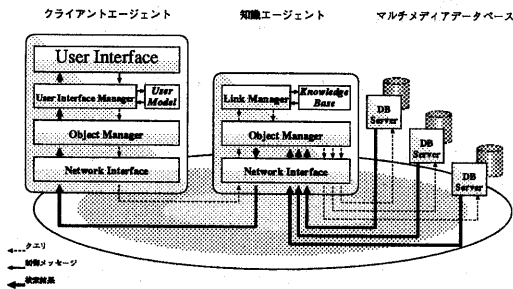 クライアントエージェント
知識エージェント
マルチメディアデータベース
User Interface
User Interface Manager
User
Model
Object Manager
Network Interface
Link Manager
Knowledge
Base
Object Manager
Network Interface
DB
Server
DB
Server
DB
Server
クエリ
制御メッセージ
検索結果